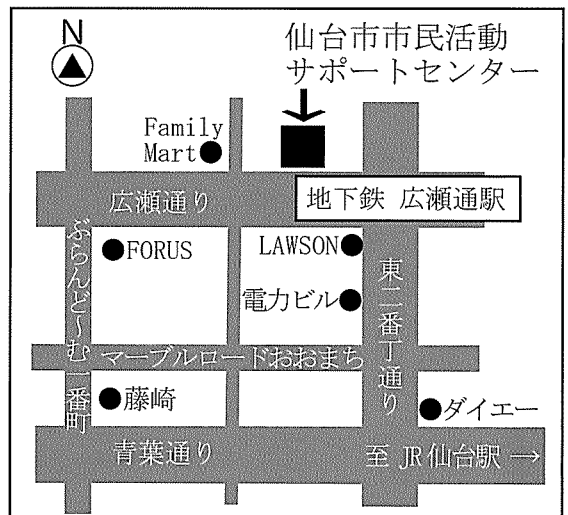 N
仙台市市民活動
サポートセンター
Family
Mart
広瀬通り
地下鉄 広瀬通駅
FORUS
LAWSON
電力ビル
ぶらんど～む一番町
東二番丁通り
マーブルロードおおまち
藤崎
ダイエー
青葉通り
至 JR仙台駅 →